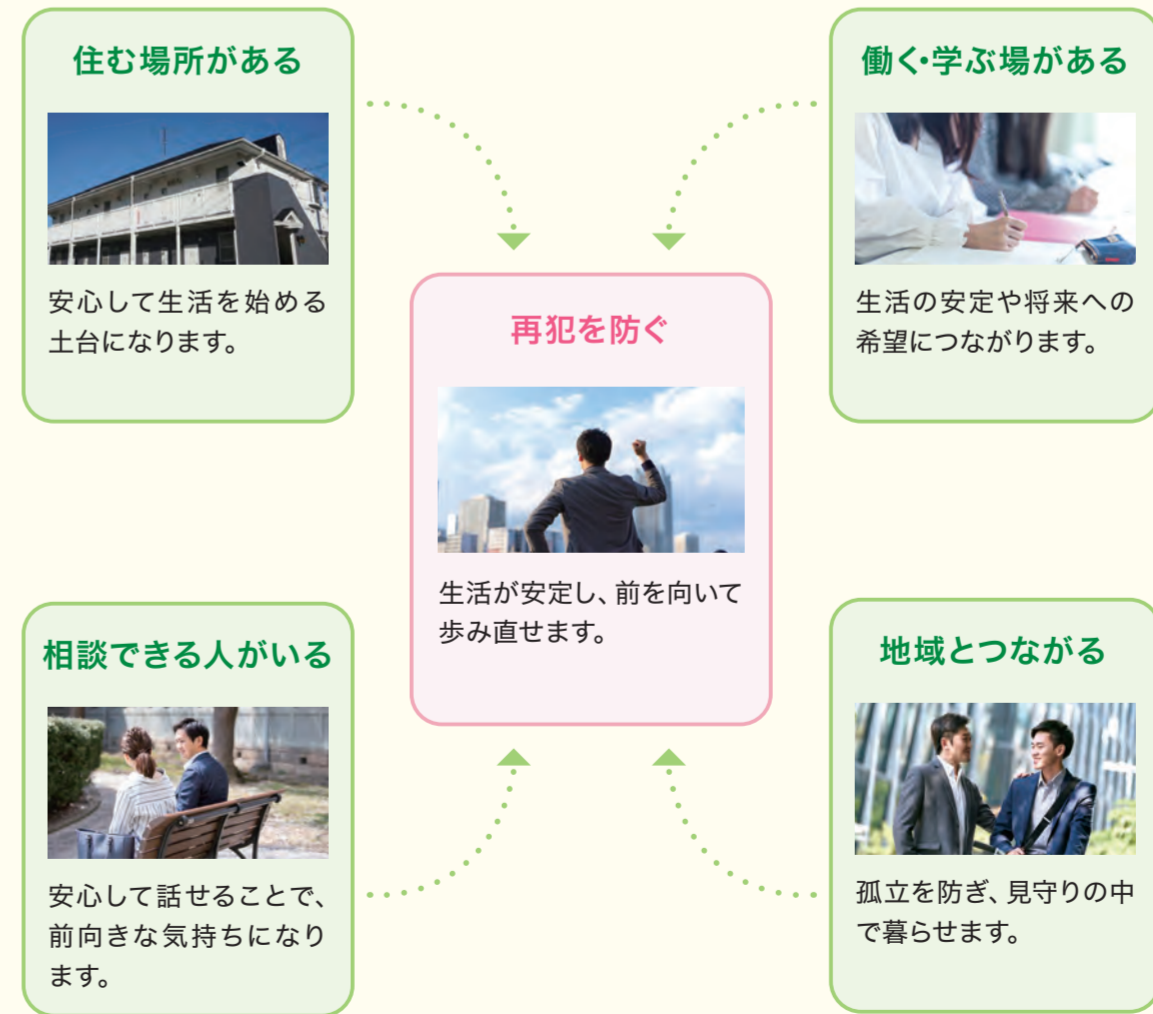 住む場所がある
安心して生活を始める
土台になります。
働く・学ぶ場がある
生活の安定や将来への
希望につながります。
再犯を防ぐ
生活が安定し、前を向いて
歩み直せます。
相談できる人がいる
安心して話せることで、
前向きな気持ちになり
ます。
地域とつながる
孤立を防ぎ、見守りの中
で暮らせます。